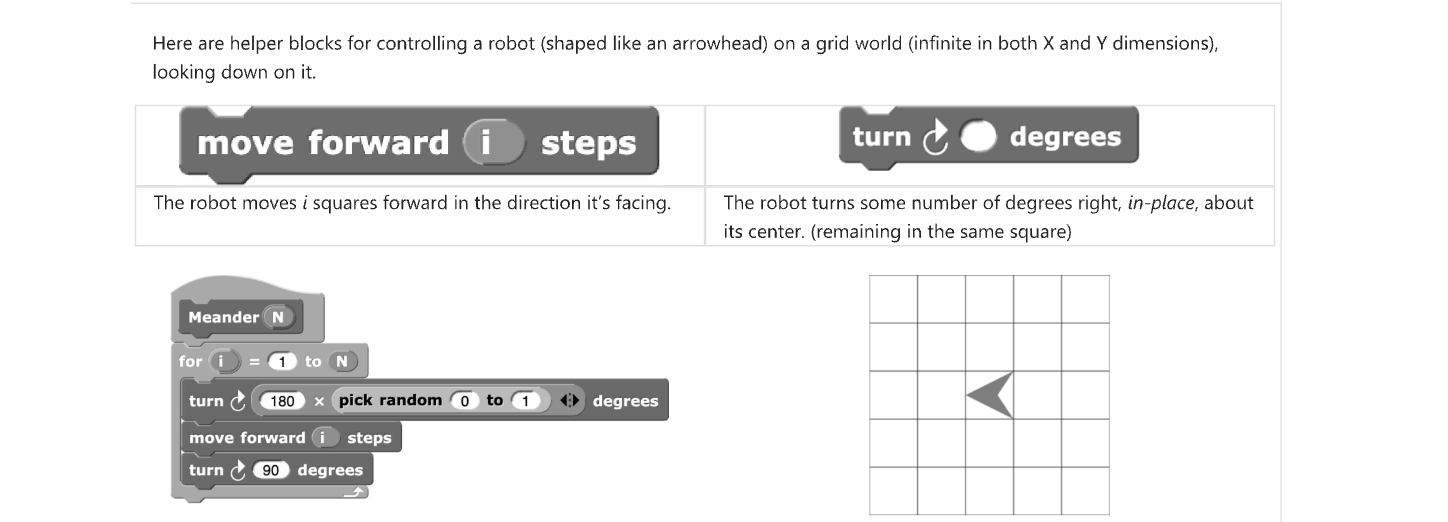 Here are helper blocks for controlling a robot (shaped like an arrowhead) on a grid world (infinite in both X and Y dimensions),
looking down on it.
move forward i steps
turn degrees
The robot moves i squares forward in the direction it's facing.
The robot turns some number of degrees right, in-place, about
its center. (remaining in the same square)
Meander N
for i = 1 to N
turn 180 × pick random 0 to 1 degrees
move forward i steps
turn 90 degrees